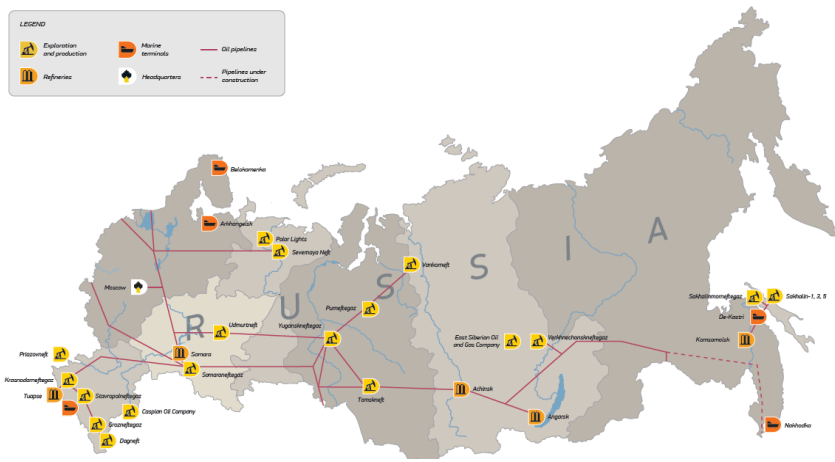 LEGEND
Exploration
and production
Marine
terminals
Oil pipelines
Refineries
Headquarters
Pipelines under
construction
R U S S I A
Belokamenka
Arkhangelsk
Polar Lights
Severnaya Neft
Vankorneft
Moscow
Purneftegaz
Sakhalinmorneftegaz
Sakhalin-1, 3, 5
De-Kastri
Udmurtneft
Yuganskneftegaz
East Siberian Oil
and Gas Company
Verkhnechonskneftegaz
Komsomolsk
Priazovneft
Samara
Samaraneftegaz
Krasnodarneftegaz
Stavropolneftegaz
Tomskneft
Achinsk
Tuapse
Caspian Oil Company
Angarsk
Grozneftegaz
Nakhodka
Dagneft